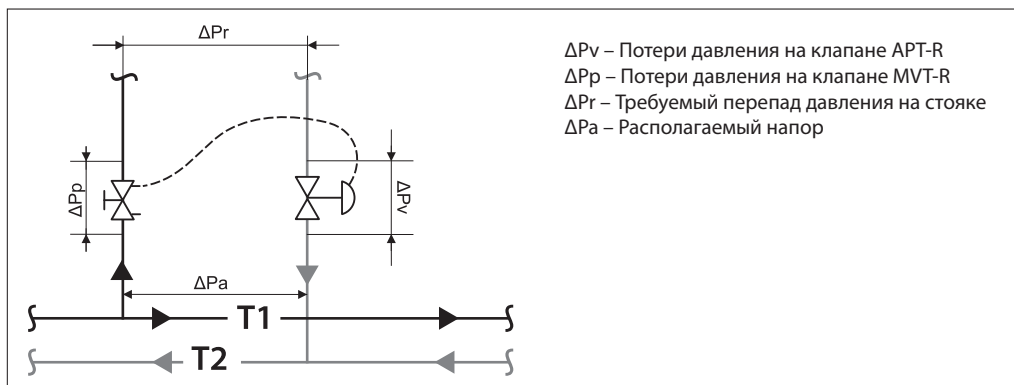 ΔPr
ΔPv – Потери давления на клапане APT-R
ΔPp – Потери давления на клапане MVT-R
ΔPr – Требуемый перепад давления на стояке
ΔPa – Располагаемый напор
ΔPp
ΔPv
ΔPa
T1
T2